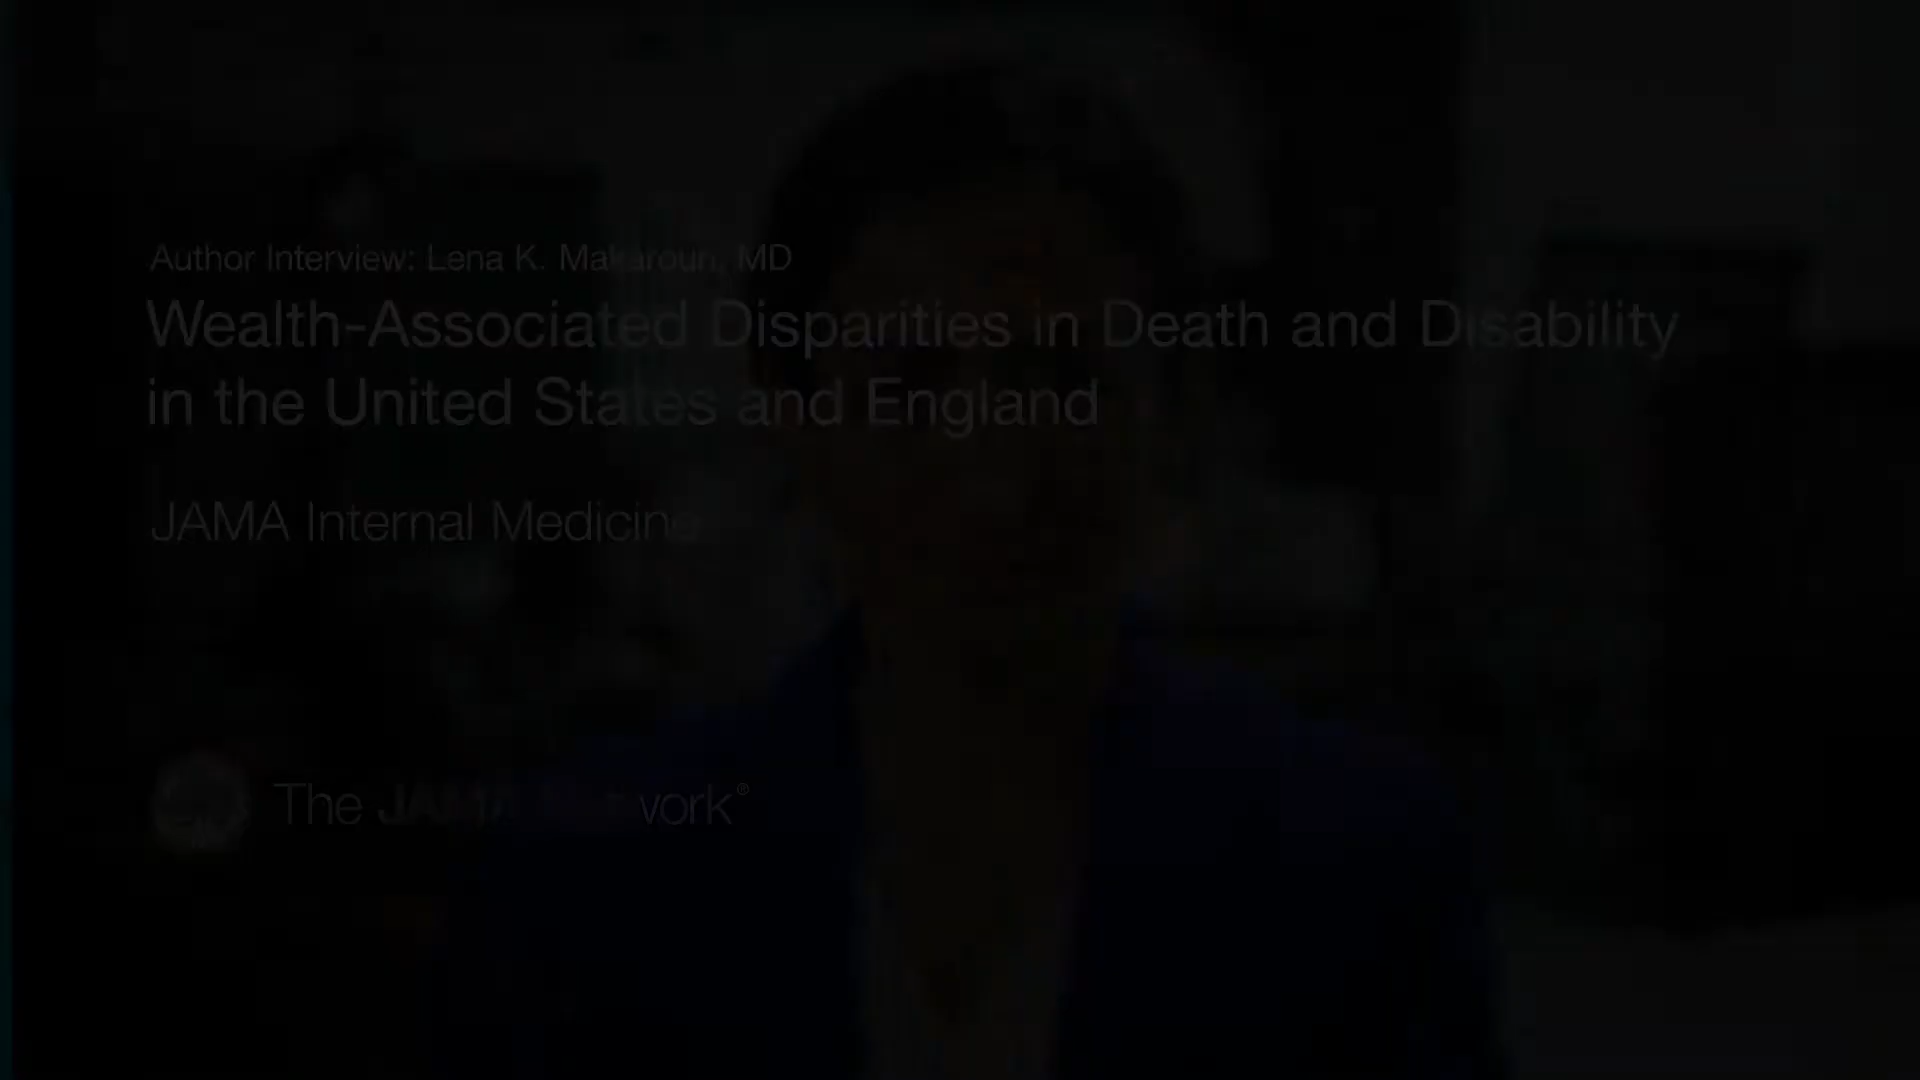 Author Interview: Lena K. Makaroun, MD
Wealth-Associated Disparities in Death and Disability
in the United States and England
JAMA Internal Medicine
The JAMA Network®